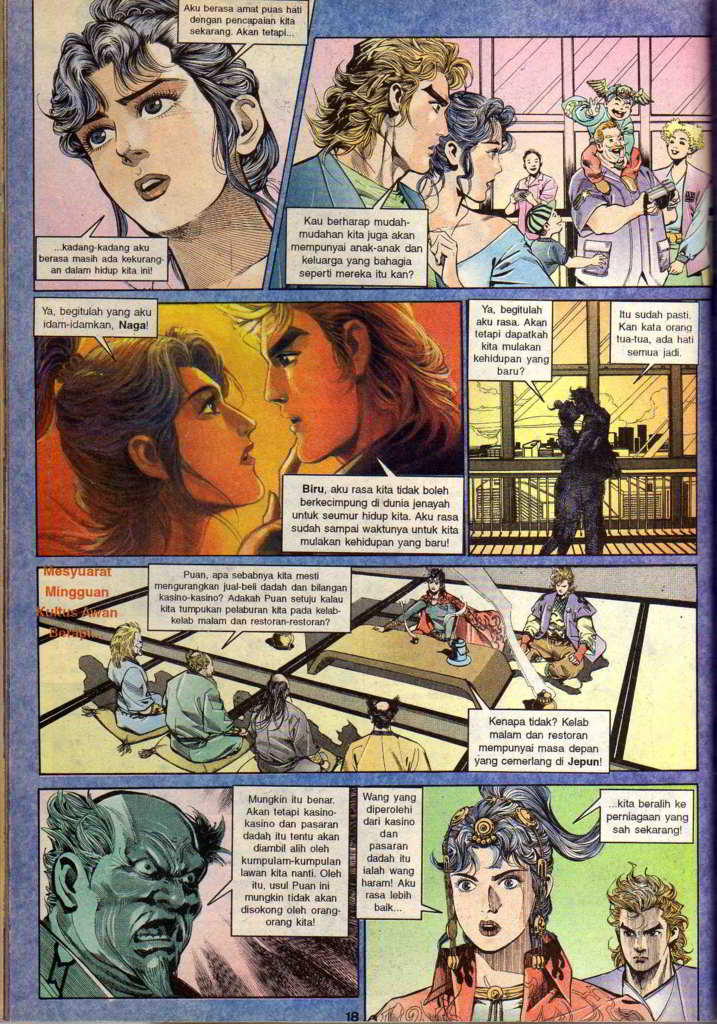 Aku berasa amat puas hati
dengan pencapaian kita
sekarang. Akan tetapi...
...kadang-kadang aku
berasa masih ada kekurang-
an dalam hidup kita ini!
Kau berharap mudah-
mudahan kita juga akan
mempunyai anak-anak dan
keluarga yang bahagia
seperti mereka itu kan?
Ya, begitulah yang aku
idam-idamkan, Naga!
Biru, aku rasa kita tidak boleh
berkecimpung di dunia jenayah
untuk seumur hidup kita. Aku rasa
sudah sampai waktunya untuk kita
mulakan kehidupan yang baru!
Ya, begitulah
aku rasa. Akan
tetapi dapatkah
kita mulakan
kehidupan yang
baru?
Itu sudah pasti.
Kan kata orang
tua-tua, ada hati
semua jadi.
Mesyuarat
Mingguan
Kultus Awan
Berapi...
Puan, apa sebabnya kita mesti
mengurangkan jual-beli dadah dan bilangan
kasino-kasino? Adakah Puan setuju kalau
kita tumpukan pelaburan kita pada kelab-
kelab malam dan restoran-restoran?
Kenapa tidak? Kelab
malam dan restoran
mempunyai masa depan
yang cemerlang di Jepun!
Mungkin itu benar.
Akan tetapi kasino-
kasino dan pasaran
dadah itu tentu akan
diambil alih oleh
kumpulam-kumpulan
lawan kita nanti. Oleh
itu, usul Puan ini
mungkin tidak akan
disokong oleh orang-
orang kita!
Wang yang
diperolehi
dari kasino
dan
pasaran
dadah itu
ialah wang
haram! Aku
rasa lebih
baik...
...kita beralih ke
perniagaan yang
sah sekarang!
18